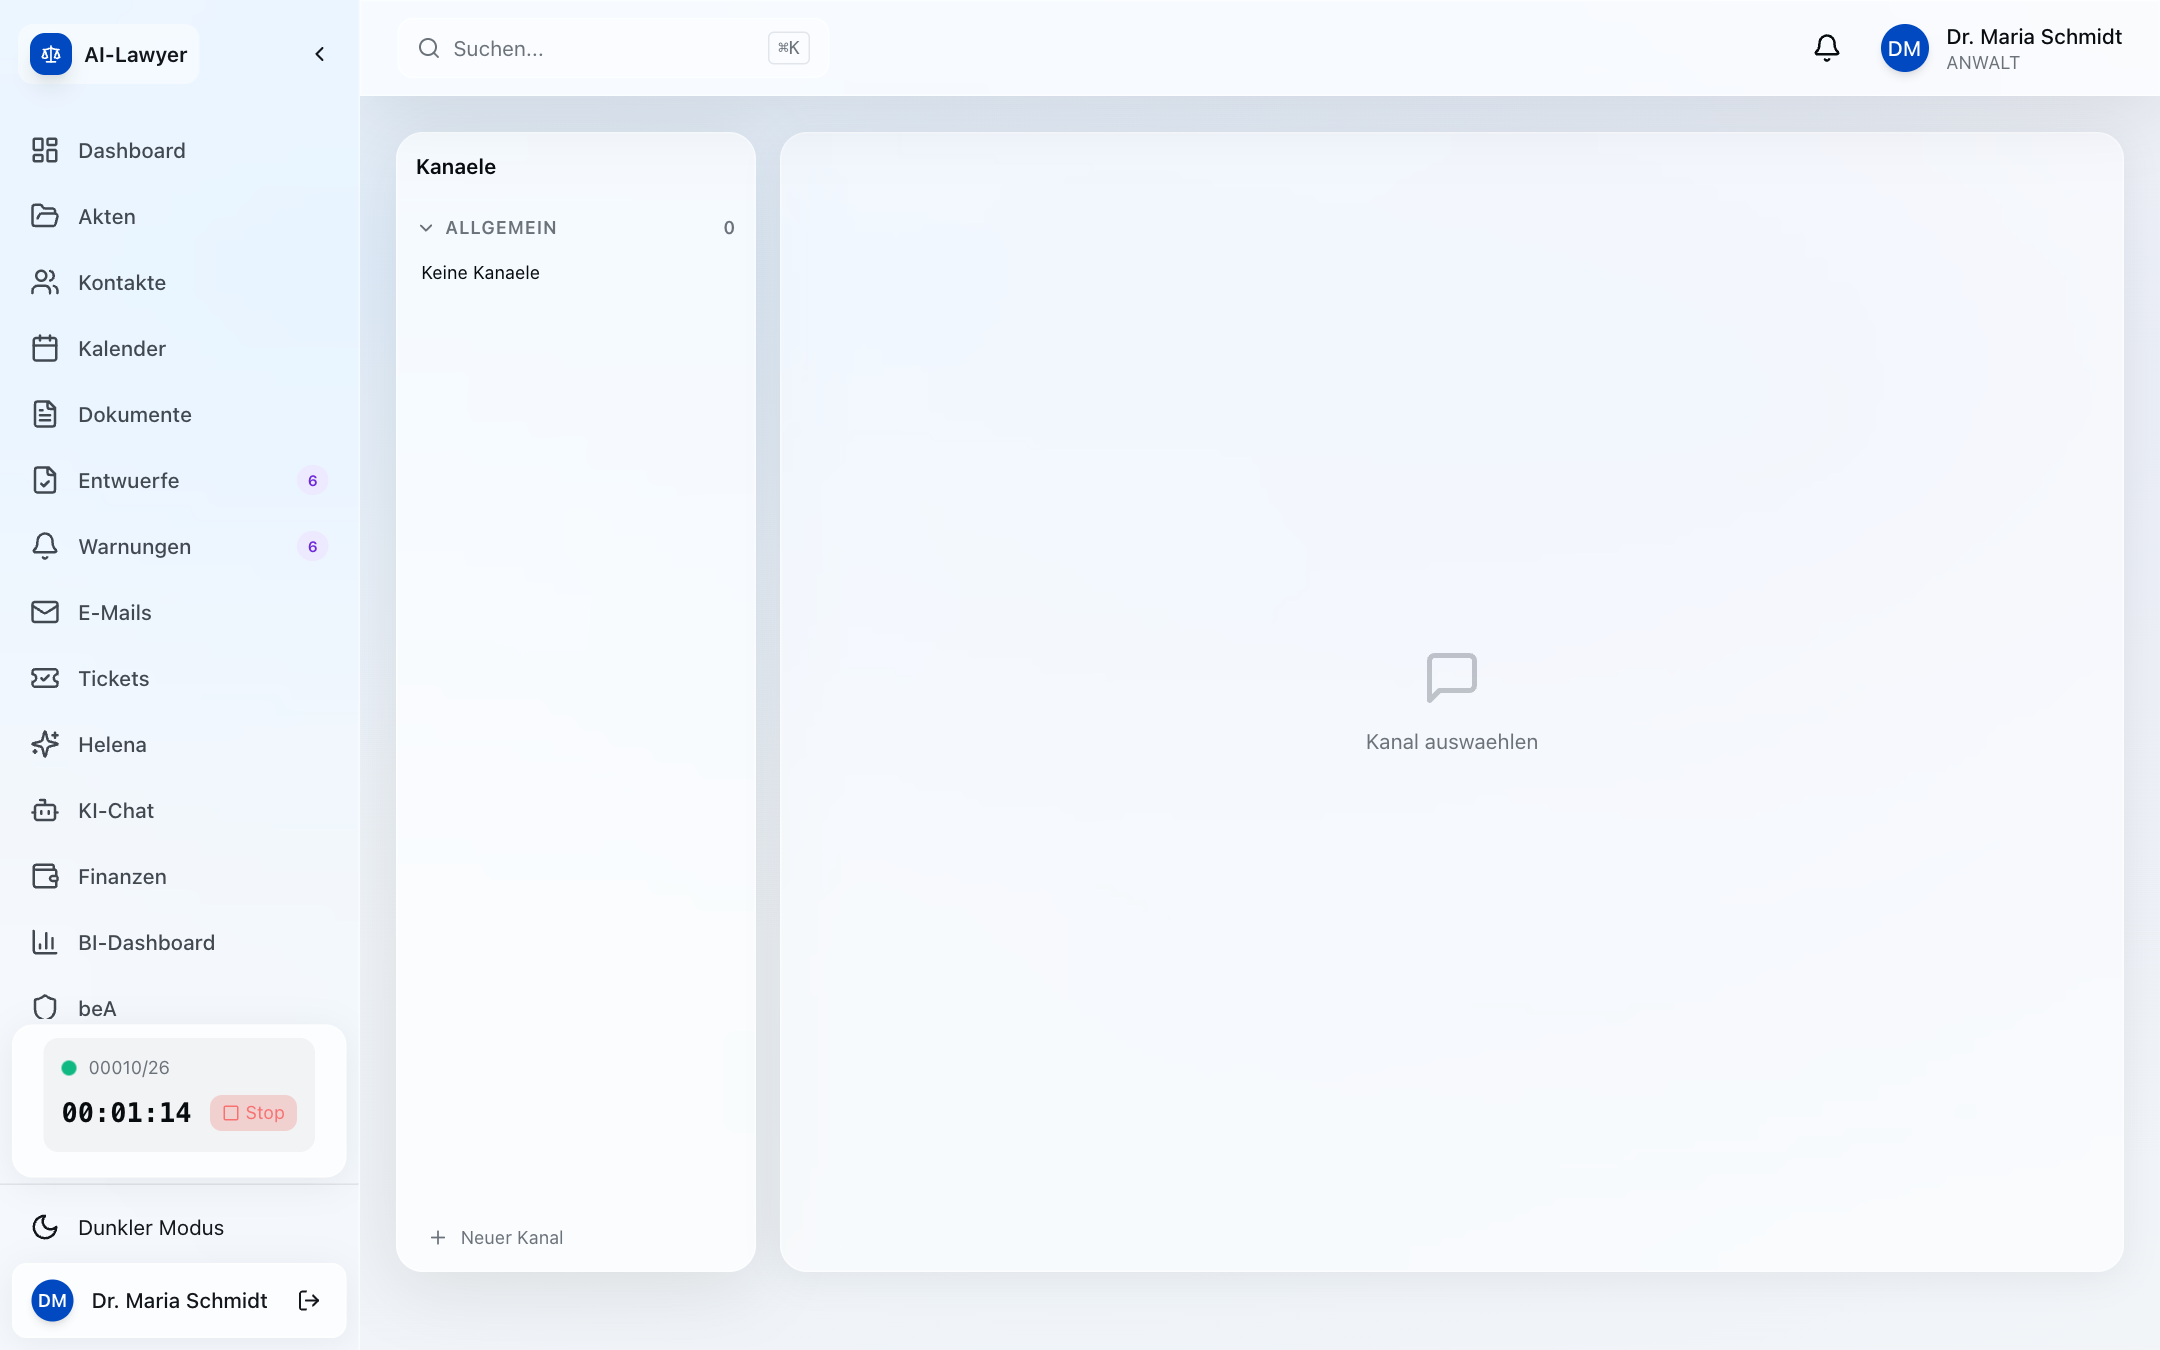 AI-Lawyer
Suchen...
⌘K
DM
Dr. Maria Schmidt
ANWALT
Dashboard
Akten
Kontakte
Kalender
Dokumente
Entwuerfe 6
Warnungen 6
E-Mails
Tickets
Helena
KI-Chat
Finanzen
BI-Dashboard
beA
00010/26
00:01:14 Stop
Dunkler Modus
DM Dr. Maria Schmidt
Kanaele
ALLGEMEIN 0
Keine Kanaele
Neuer Kanal
Kanal auswaehlen